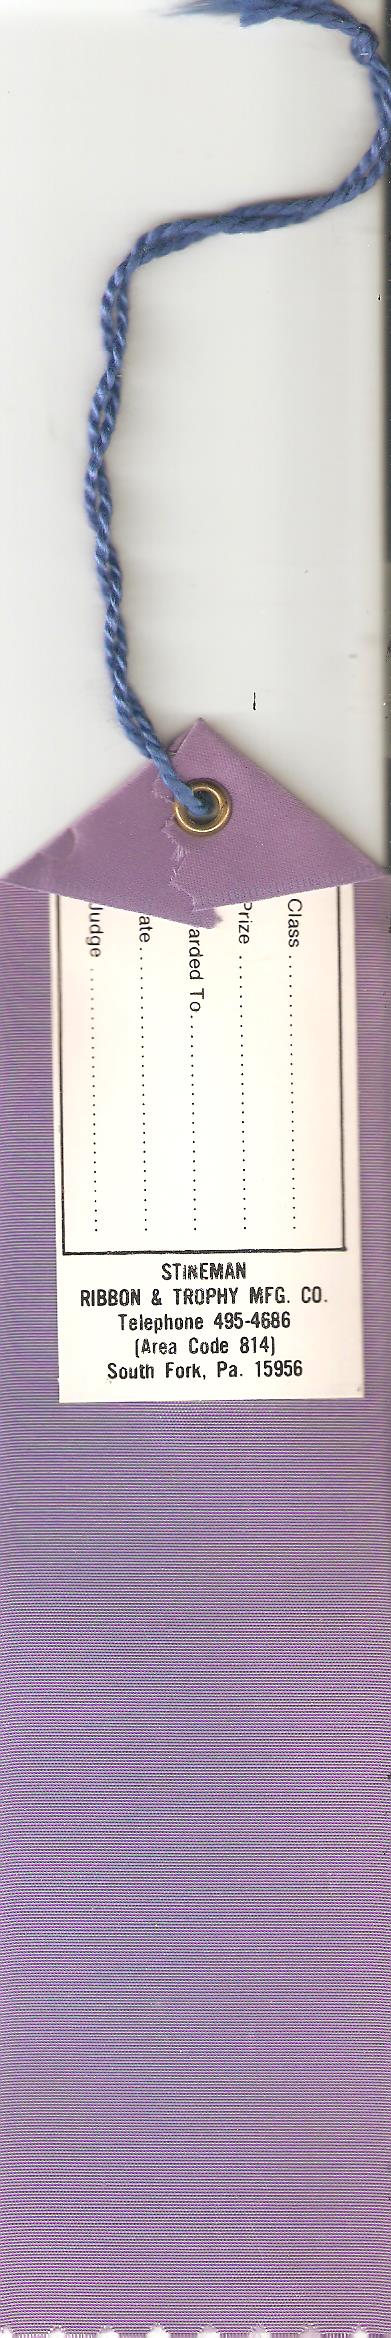 Class
Prize
arded To
ate
Judge
STINEMAN
RIBBON & TROPHY MFG. CO.
Telephone 495-4686
(Area Code 814)
South Fork, Pa. 15956